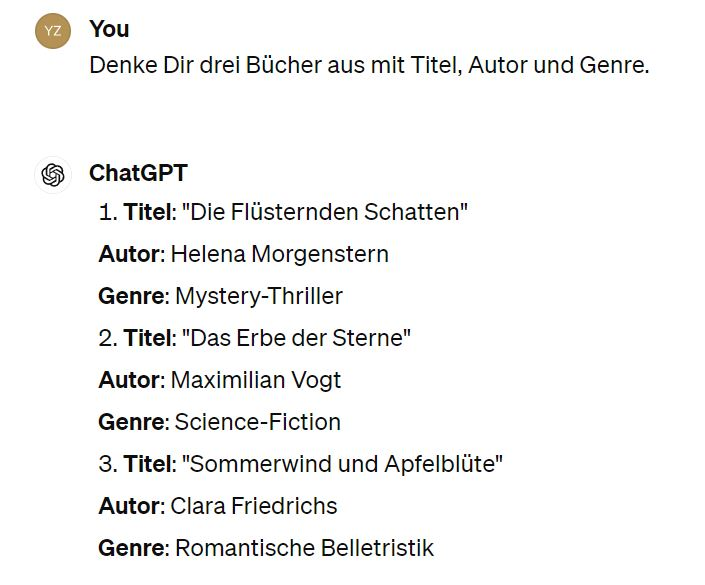 YZ
You
Denke Dir drei Bücher aus mit Titel, Autor und Genre.
ChatGPT
1. Titel: "Die Flüsternden Schatten"
Autor: Helena Morgenstern
Genre: Mystery-Thriller
2. Titel: "Das Erbe der Sterne"
Autor: Maximilian Vogt
Genre: Science-Fiction
3. Titel: "Sommerwind und Apfelblüte"
Autor: Clara Friedrichs
Genre: Romantische Belletristik